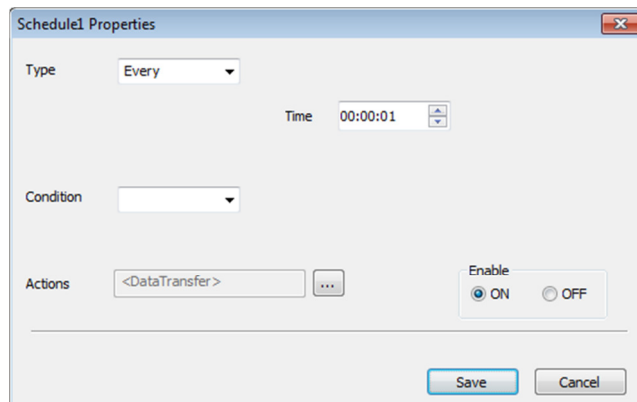 Schedule1 Properties
Type
Every
Time
00:00:01
Condition
Actions
<DataTransfer>
...
Enable
ON
OFF
Save
Cancel